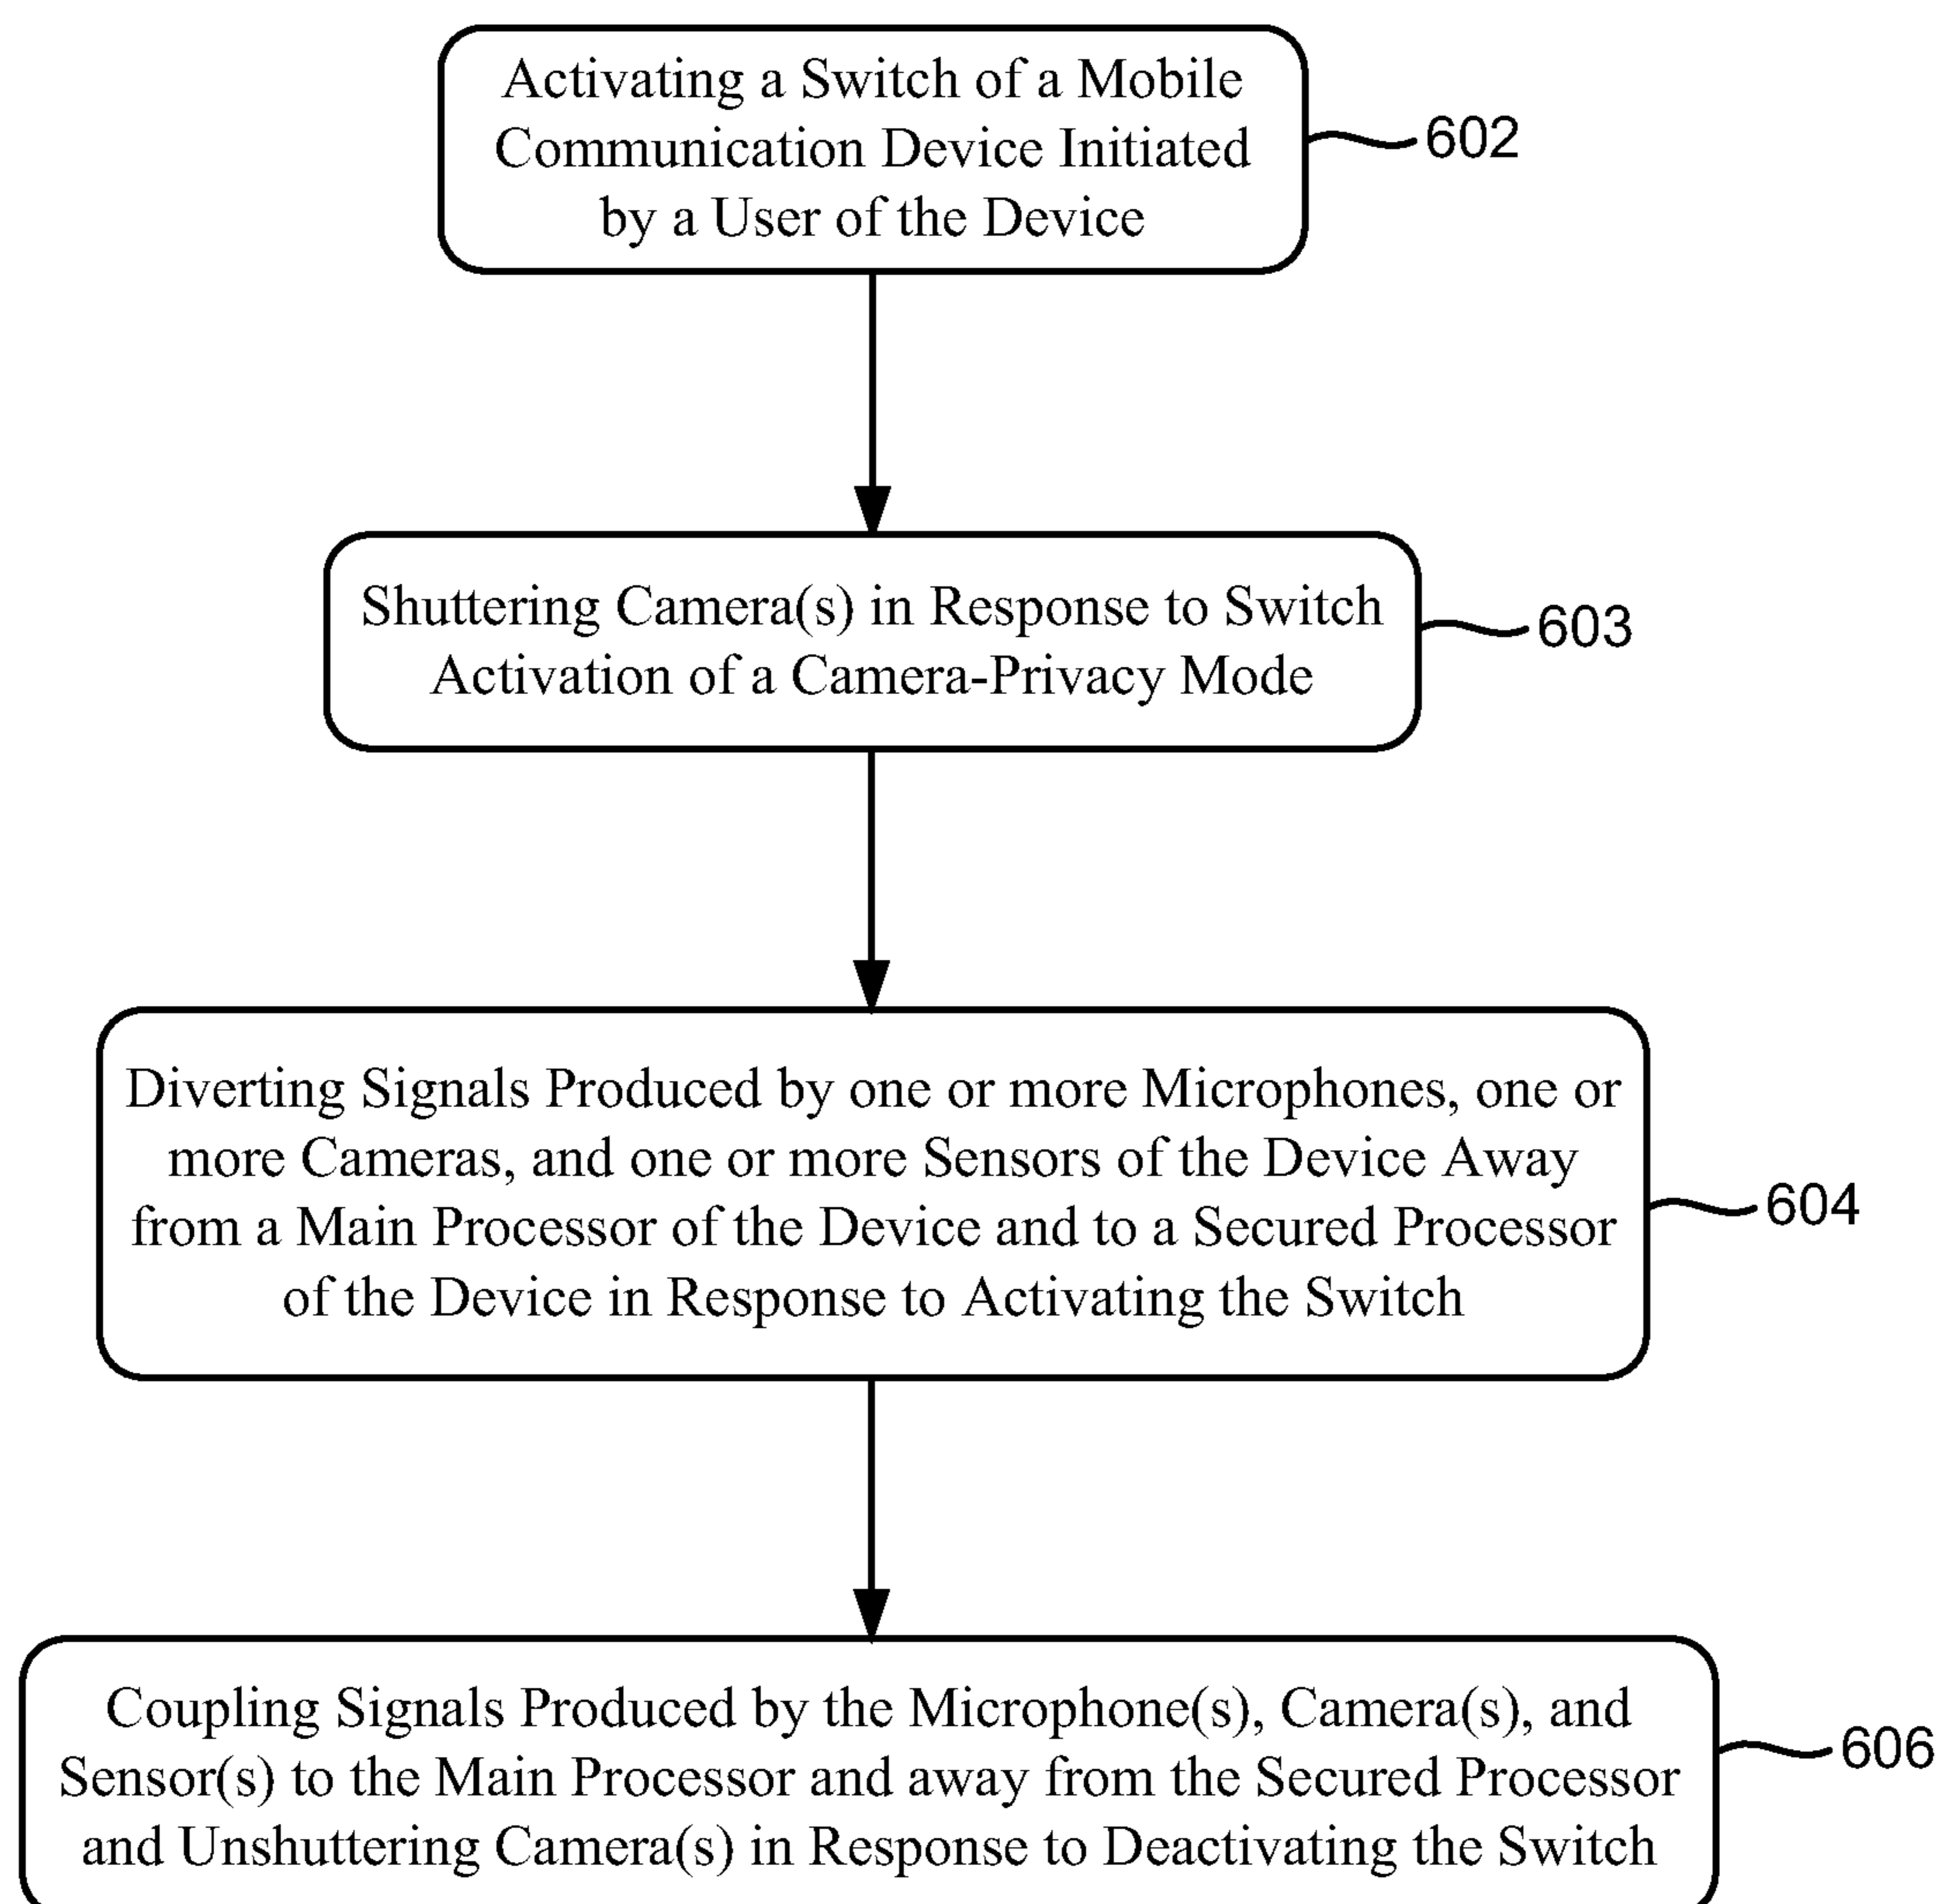 Activating a Switch of a Mobile
Communication Device Initiated
by a User of the Device
602
Shuttering Camera(s) in Response to Switch
Activation of a Camera-Privacy Mode
603
Diverting Signals Produced by one or more Microphones, one or
more Cameras, and one or more Sensors of the Device Away
from a Main Processor of the Device and to a Secured Processor
of the Device in Response to Activating the Switch
604
Coupling Signals Produced by the Microphone(s), Camera(s), and
Sensor(s) to the Main Processor and away from the Secured Processor
and Unshuttering Camera(s) in Response to Deactivating the Switch
606